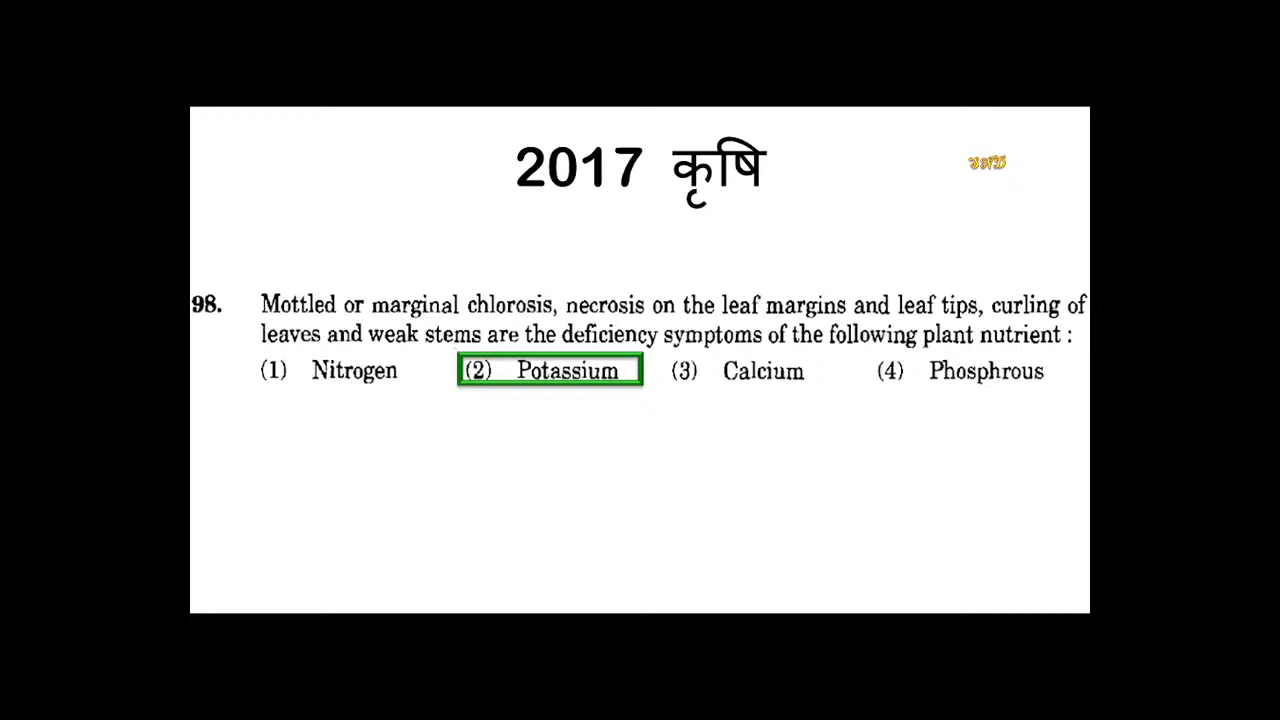 2017 कृषि
98. Mottled or marginal chlorosis, necrosis on the leaf margins and leaf tips, curling of
leaves and weak stems are the deficiency symptoms of the following plant nutrient :
(1) Nitrogen (2) Potassium (3) Calcium (4) Phosphrous